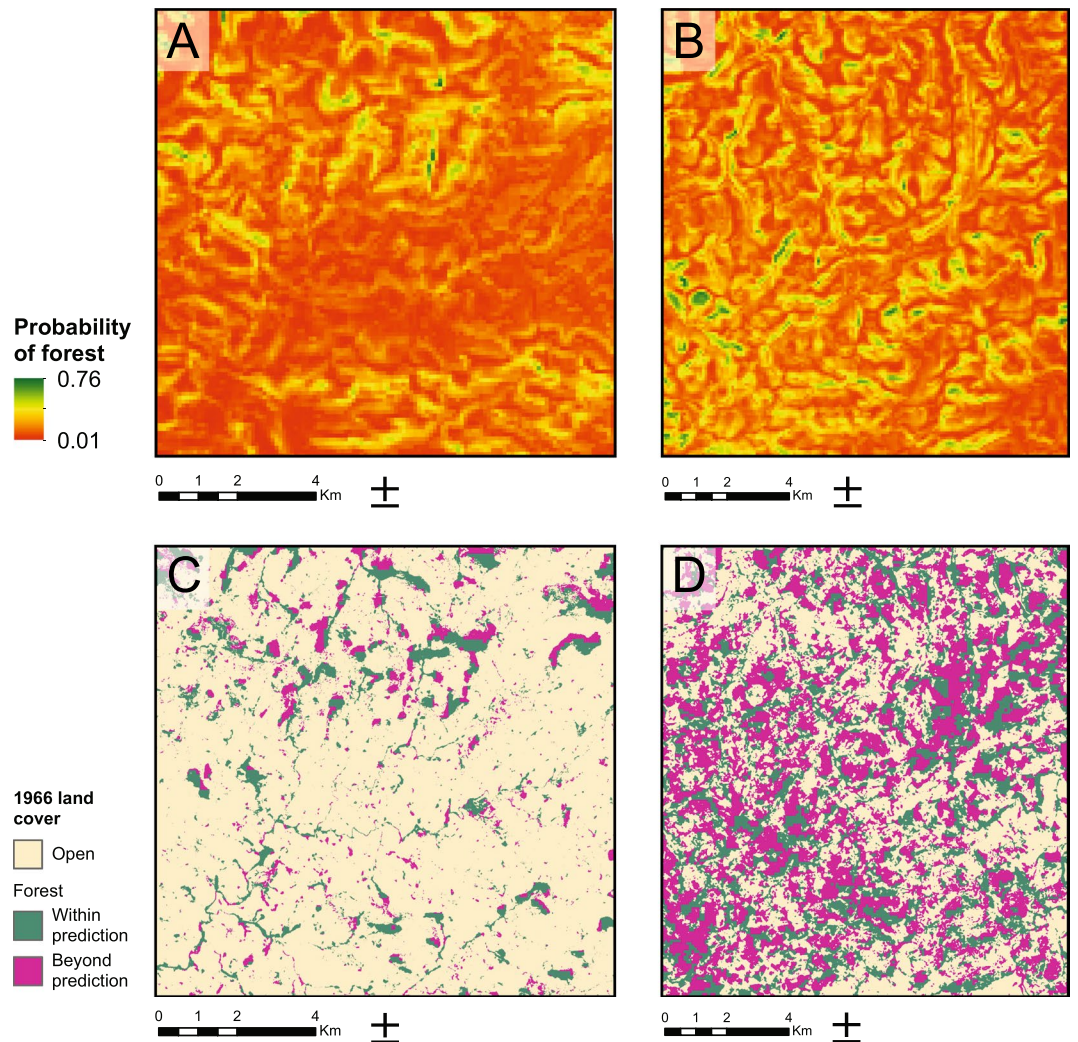 A
B
Probability
of forest
0.76
0.01
0 1 2 4
Km
0 1 2 4
Km
C
D
1966 land
cover
Open
Forest
Within
prediction
Beyond
prediction
0 1 2 4
Km
0 1 2 4
Km